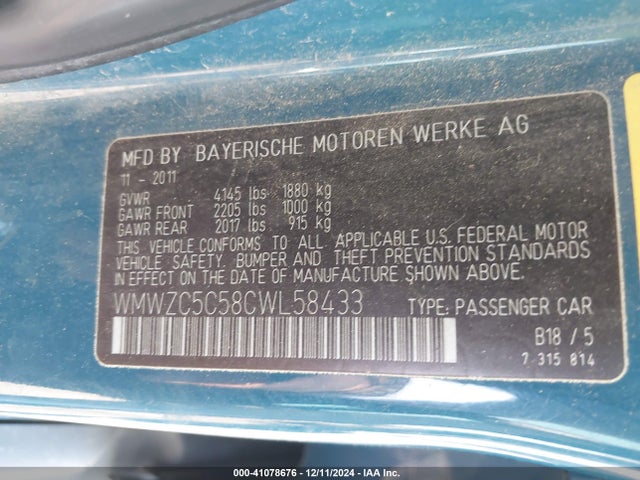 MFD BY BAYERISCHE MOTOREN WERKE AG
11 - 2011
GVWR 4145 lbs 1880 kg
GAWR FRONT 2205 lbs 1000 kg
GAWR REAR 2017 lbs 915 kg
THIS VEHICLE CONFORMS TO ALL APPLICABLE U.S. FEDERAL MOTOR
VEHICLE SAFETY, BUMPER AND THEFT PREVENTION STANDARDS
IN EFFECT ON THE DATE OF MANUFACTURE SHOWN ABOVE.
WMWZC5C58CWL58433 TYPE: PASSENGER CAR
B18 / 5
7 315 814
000-41078676 • 12/11/2024 • IAA Inc.